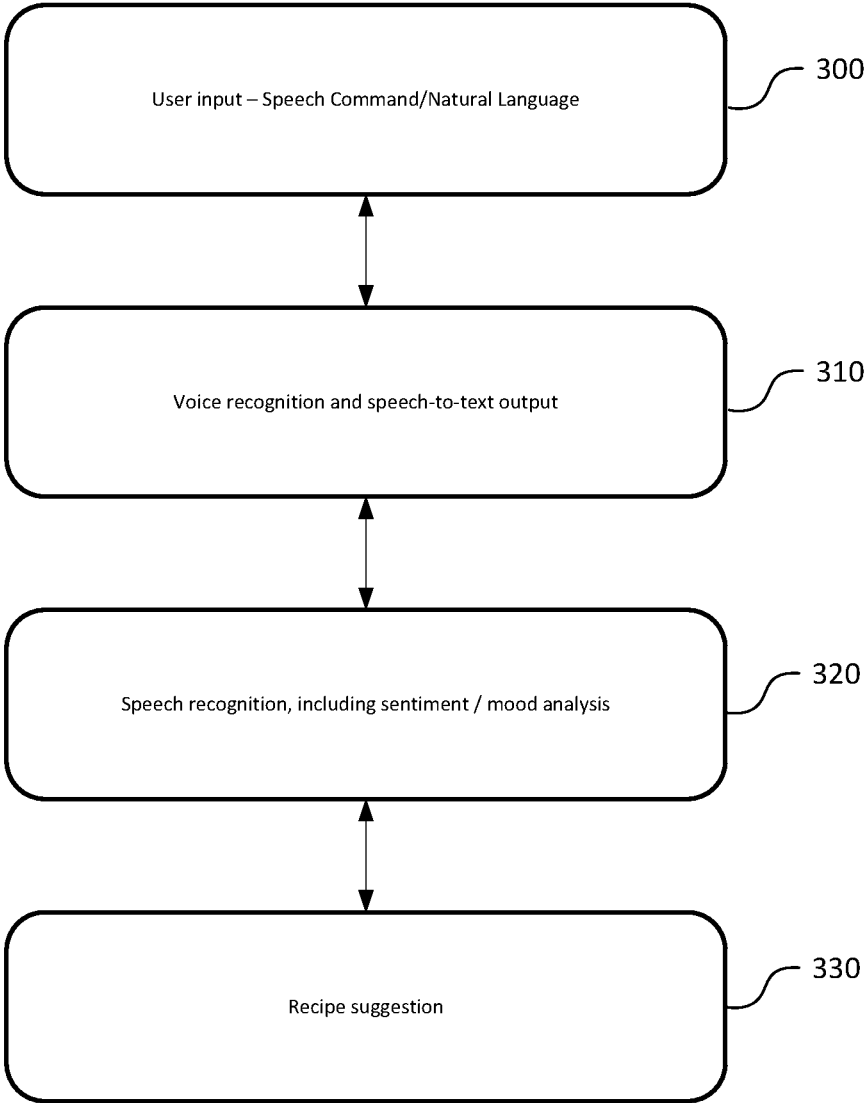 User input – Speech Command/Natural Language
300
Voice recognition and speech-to-text output
310
Speech recognition, including sentiment / mood analysis
320
Recipe suggestion
330